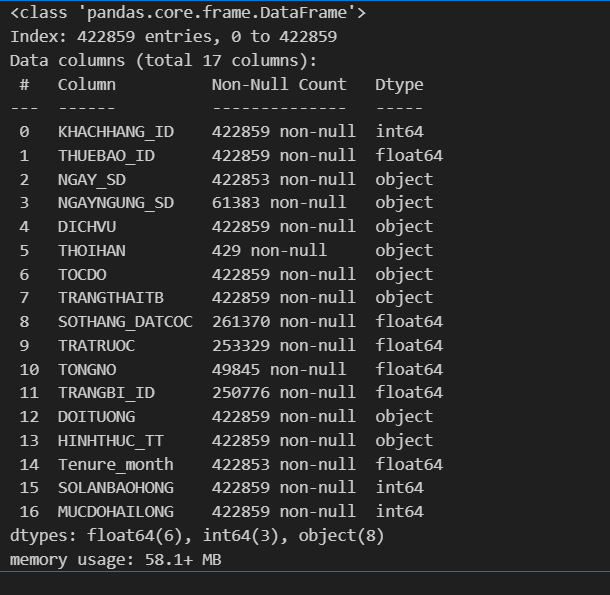 <class 'pandas.core.frame.DataFrame'>
Index: 422859 entries, 0 to 422859
Data columns (total 17 columns):
 #   Column          Non-Null Count   Dtype
---  ------          --------------   -----
 0   KHACHHANG_ID    422859 non-null  int64
 1   THUEBAO_ID      422859 non-null  float64
 2   NGAY_SD         422853 non-null  object
 3   NGAYNGUNG_SD    61383 non-null   object
 4   DICHVU          422859 non-null  object
 5   THOIHAN         429 non-null     object
 6   TOCDO           422859 non-null  object
 7   TRANGTHAITB     422859 non-null  object
 8   SOTHANG_DATCOC  261370 non-null  float64
 9   TRATRUOC        253329 non-null  float64
 10  TONGNO          49845 non-null   float64
 11  TRANGBI_ID      250776 non-null  float64
 12  DOITUONG        422859 non-null  object
 13  HINHTHUC_TT     422859 non-null  object
 14  Tenure_month    422853 non-null  float64
 15  SOLANBAOHONG    422859 non-null  int64
 16  MUCDOHAILONG    422859 non-null  int64
dtypes: float64(6), int64(3), object(8)
memory usage: 58.1+ MB